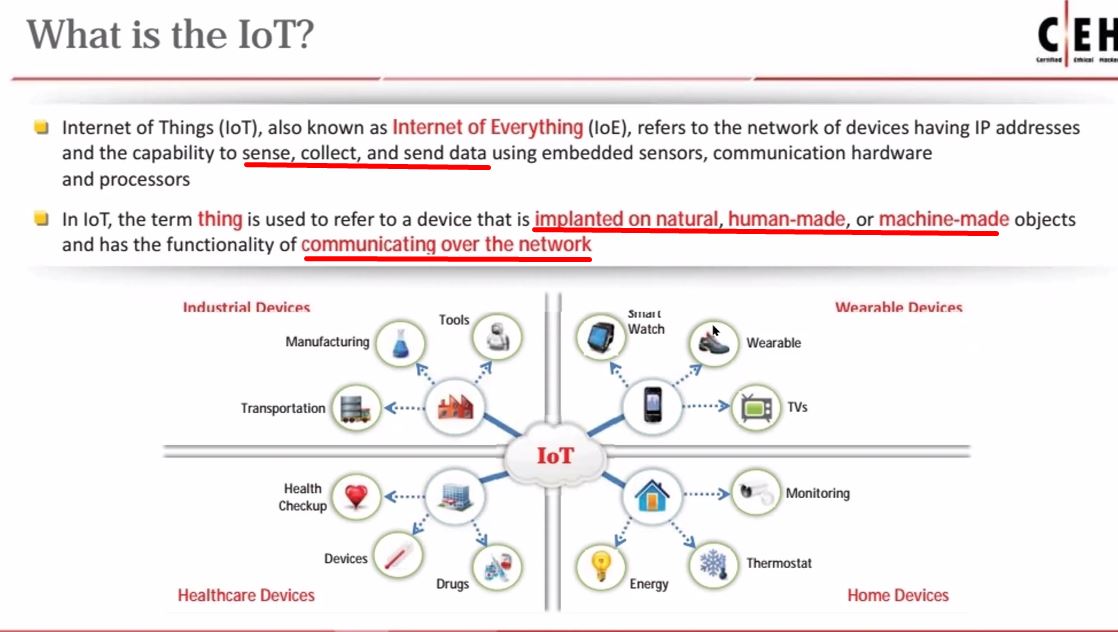 What is the IoT?
CEH
Certified Ethical Hacker
Internet of Things (IoT), also known as Internet of Everything (IoE), refers to the network of devices having IP addresses
and the capability to sense, collect, and send data using embedded sensors, communication hardware
and processors
In IoT, the term thing is used to refer to a device that is implanted on natural, human-made, or machine-made objects
and has the functionality of communicating over the network
Industrial Devices
Manufacturing
Tools
Transportation
Wearable Devices
Smart
Watch
Wearable
TVs
IoT
Health
Checkup
Devices
Drugs
Healthcare Devices
Monitoring
Thermostat
Energy
Home Devices